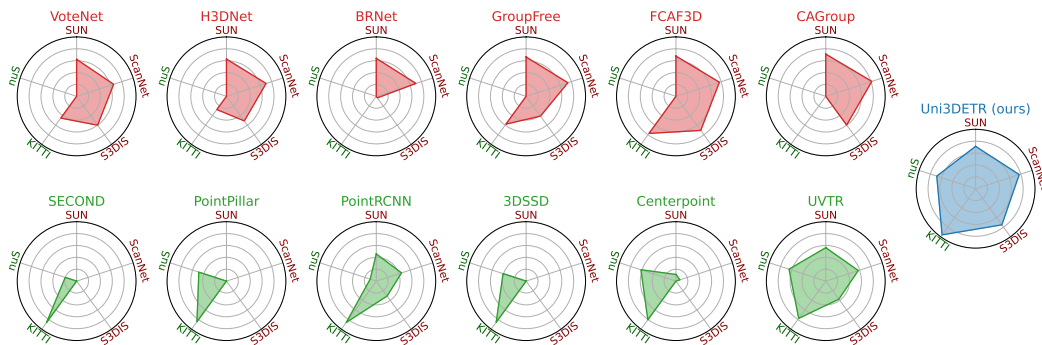 VoteNet
SUN
ScanNet
S3DIS
KITTI
nuS
H3DNet
SUN
ScanNet
S3DIS
KITTI
nuS
BRNet
SUN
ScanNet
S3DIS
KITTI
nuS
GroupFree
SUN
ScanNet
S3DIS
KITTI
nuS
FCAF3D
SUN
ScanNet
S3DIS
KITTI
nuS
CAGroup
SUN
ScanNet
S3DIS
KITTI
nuS
Uni3DETR (ours)
SUN
ScanNet
S3DIS
KITTI
nuS
SECOND
SUN
ScanNet
S3DIS
KITTI
nuS
PointPillar
SUN
ScanNet
S3DIS
KITTI
nuS
PointRCNN
SUN
ScanNet
S3DIS
KITTI
nuS
3DSSD
SUN
ScanNet
S3DIS
KITTI
nuS
Centerpoint
SUN
ScanNet
S3DIS
KITTI
nuS
UVTR
SUN
ScanNet
S3DIS
KITTI
nuS